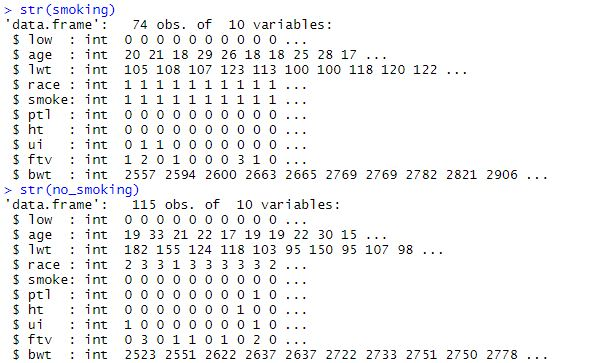 > str(smoking)
'data.frame':   74 obs. of  10 variables:
 $ low  : int  0 0 0 0 0 0 0 0 0 0 ...
 $ age  : int  20 21 18 29 26 18 18 25 28 17 ...
 $ lwt  : int  105 108 107 123 113 100 100 118 120 122 ...
 $ race : int  1 1 1 1 1 1 1 1 1 1 ...
 $ smoke: int  1 1 1 1 1 1 1 1 1 1 ...
 $ ptl  : int  0 0 0 0 0 0 0 0 0 0 ...
 $ ht   : int  0 0 0 0 0 0 0 0 0 0 ...
 $ ui   : int  0 1 1 0 0 0 0 0 0 0 ...
 $ ftv  : int  1 2 0 1 0 0 0 3 1 0 ...
 $ bwt  : int  2557 2594 2600 2663 2665 2769 2769 2782 2821 2906 ...
> str(no_smoking)
'data.frame':   115 obs. of  10 variables:
 $ low  : int  0 0 0 0 0 0 0 0 0 0 ...
 $ age  : int  19 33 21 22 17 19 19 22 30 15 ...
 $ lwt  : int  182 155 124 118 103 95 150 95 107 98 ...
 $ race : int  2 3 3 1 3 3 3 3 3 2 ...
 $ smoke: int  0 0 0 0 0 0 0 0 0 0 ...
 $ ptl  : int  0 0 0 0 0 0 0 0 1 0 ...
 $ ht   : int  0 0 0 0 0 0 0 1 0 0 ...
 $ ui   : int  1 0 0 0 0 0 0 0 1 0 ...
 $ ftv  : int  0 3 0 1 1 0 1 0 2 0 ...
 $ bwt  : int  2523 2551 2622 2637 2637 2722 2733 2751 2750 2778 ...